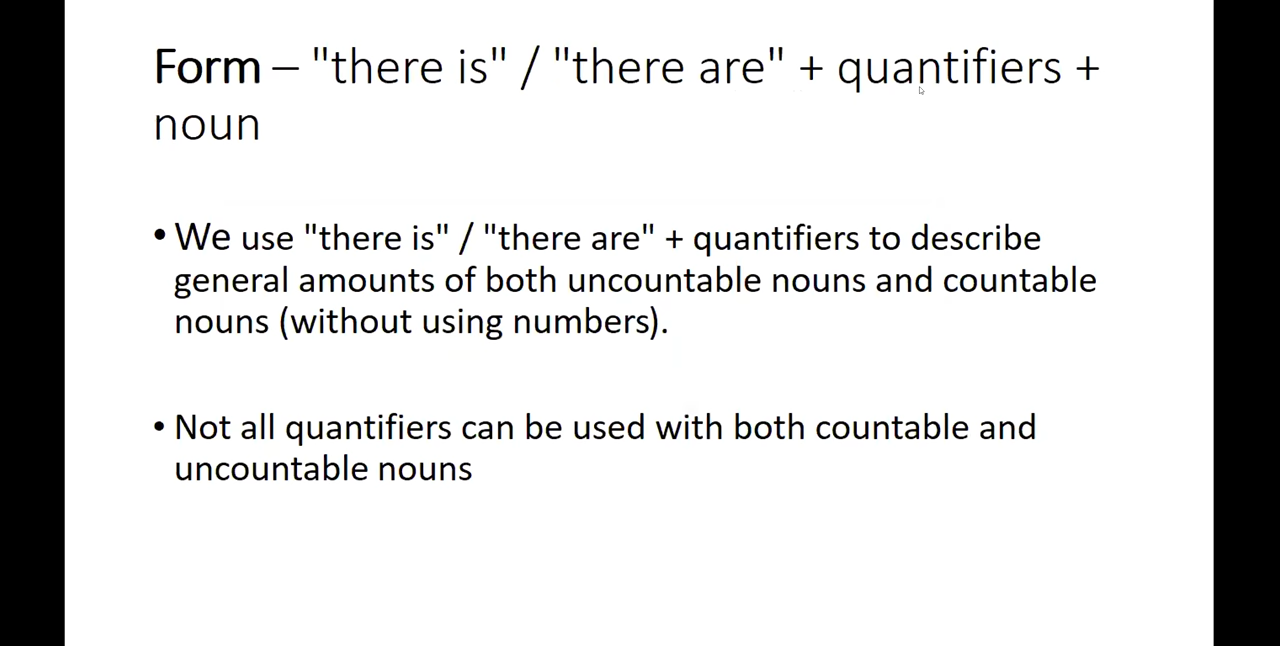 Form – "there is" / "there are" + quantifiers +
noun
• We use "there is" / "there are" + quantifiers to describe
general amounts of both uncountable nouns and countable
nouns (without using numbers).
• Not all quantifiers can be used with both countable and
uncountable nouns